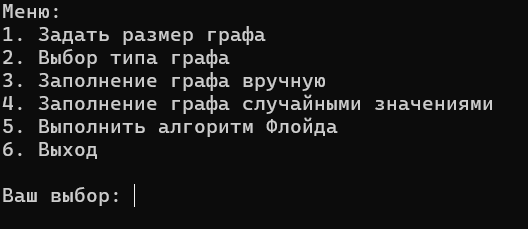 Меню:
1. Задать размер графа
2. Выбор типа графа
3. Заполнение графа вручную
4. Заполнение графа случайными значениями
5. Выполнить алгоритм Флойда
6. Выход
Ваш выбор: